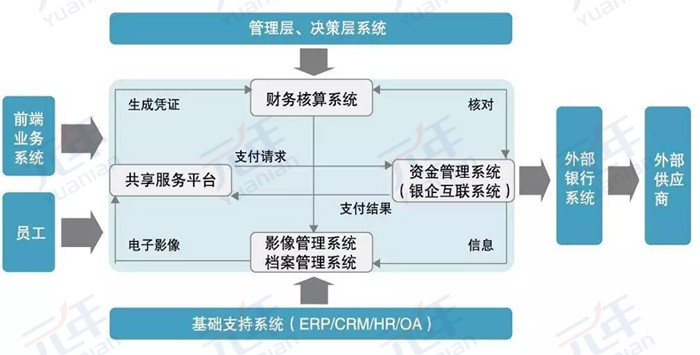 管理层、决策层系统
生成凭证
财务核算系统
核对
前端
业务
系统
支付请求
共享服务平台
资金管理系统
（银企互联系统）
外部
银行
系统
外部
供应
商
支付结果
员工
电子影像
影像管理系统
档案管理系统
信息
基础支持系统（ERP/CRM/HR/OA）
元年
Yuanian